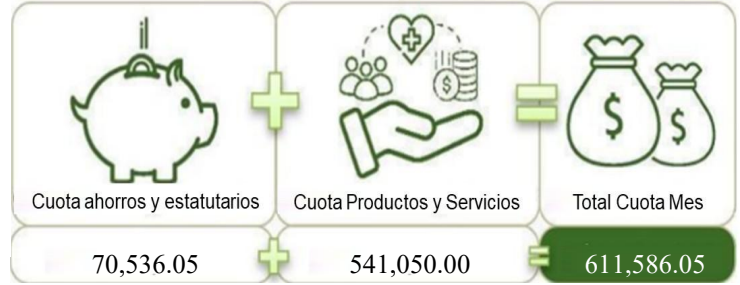 $
$ $
Cuota ahorros y estatutarios Cuota Productos y Servicios Total Cuota Mes
70,536.05 + 541,050.00 = 611,586.05